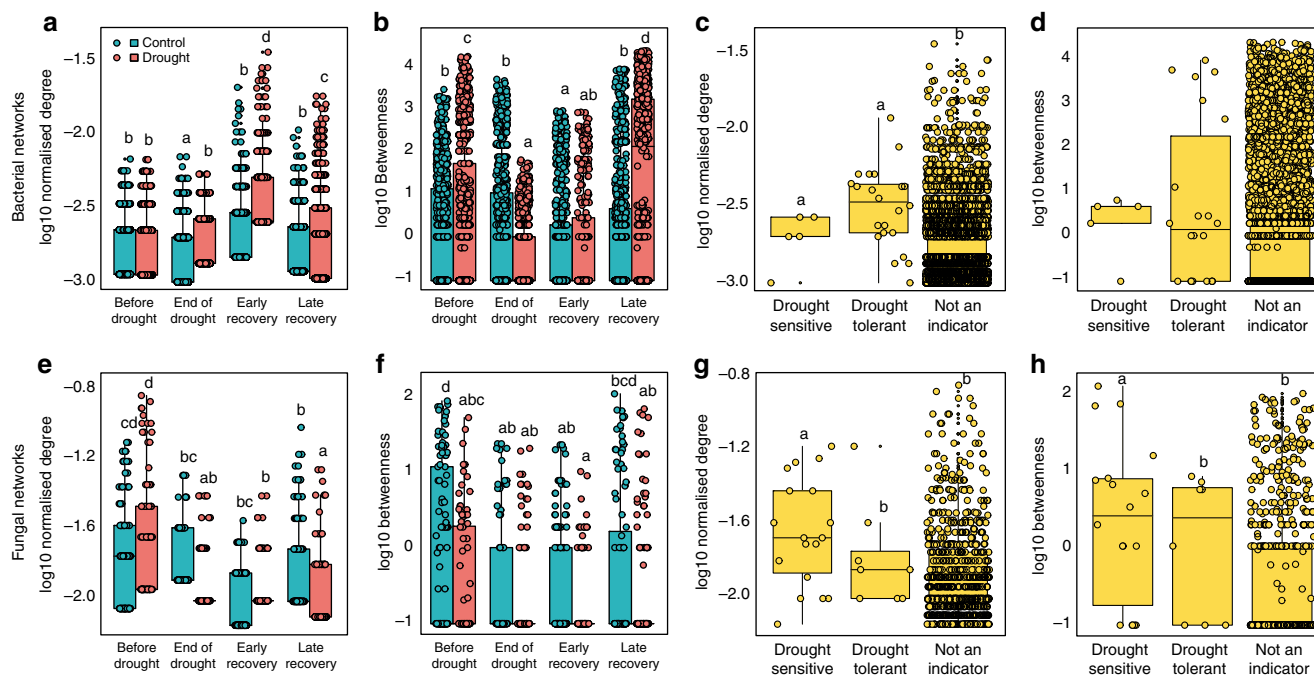 a
Bacterial networks
log10 normalised degree
−1.5
−2.0
−2.5
−3.0
Control
Drought
b
b
a
b
b
d
b
c
Before drought
End of drought
Early recovery
Late recovery
b
log10 Betweenness
4
3
2
1
0
−1
b
c
b
a
a
ab
b
d
Before drought
End of drought
Early recovery
Late recovery
c
log10 normalised degree
−1.5
−2.0
−2.5
−3.0
a
a
b
Drought sensitive
Drought tolerant
Not an indicator
d
log10 betweenness
4
3
2
1
0
−1
Drought sensitive
Drought tolerant
Not an indicator
e
Fungal networks
log10 normalised degree
−0.8
−1.2
−1.6
−2.0
cd
d
bc
ab
bc
b
b
a
Before drought
End of drought
Early recovery
Late recovery
f
log10 betweenness
2
1
0
−1
d
abc
ab
ab
ab
b
bcd
ab
Before drought
End of drought
Early recovery
Late recovery
g
log10 normalised degree
−0.8
−1.2
−1.6
−2.0
a
b
b
Drought sensitive
Drought tolerant
Not an indicator
h
log10 betweenness
2
1
0
−1
a
b
b
Drought sensitive
Drought tolerant
Not an indicator